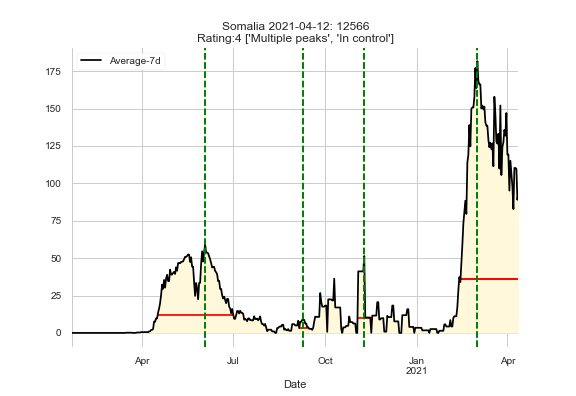 Somalia 2021-04-12: 12566
Rating:4 ['Multiple peaks', 'In control']
Average-7d
175
150
125
100
75
50
25
0
Apr Jul Oct Jan Apr
2021
Date